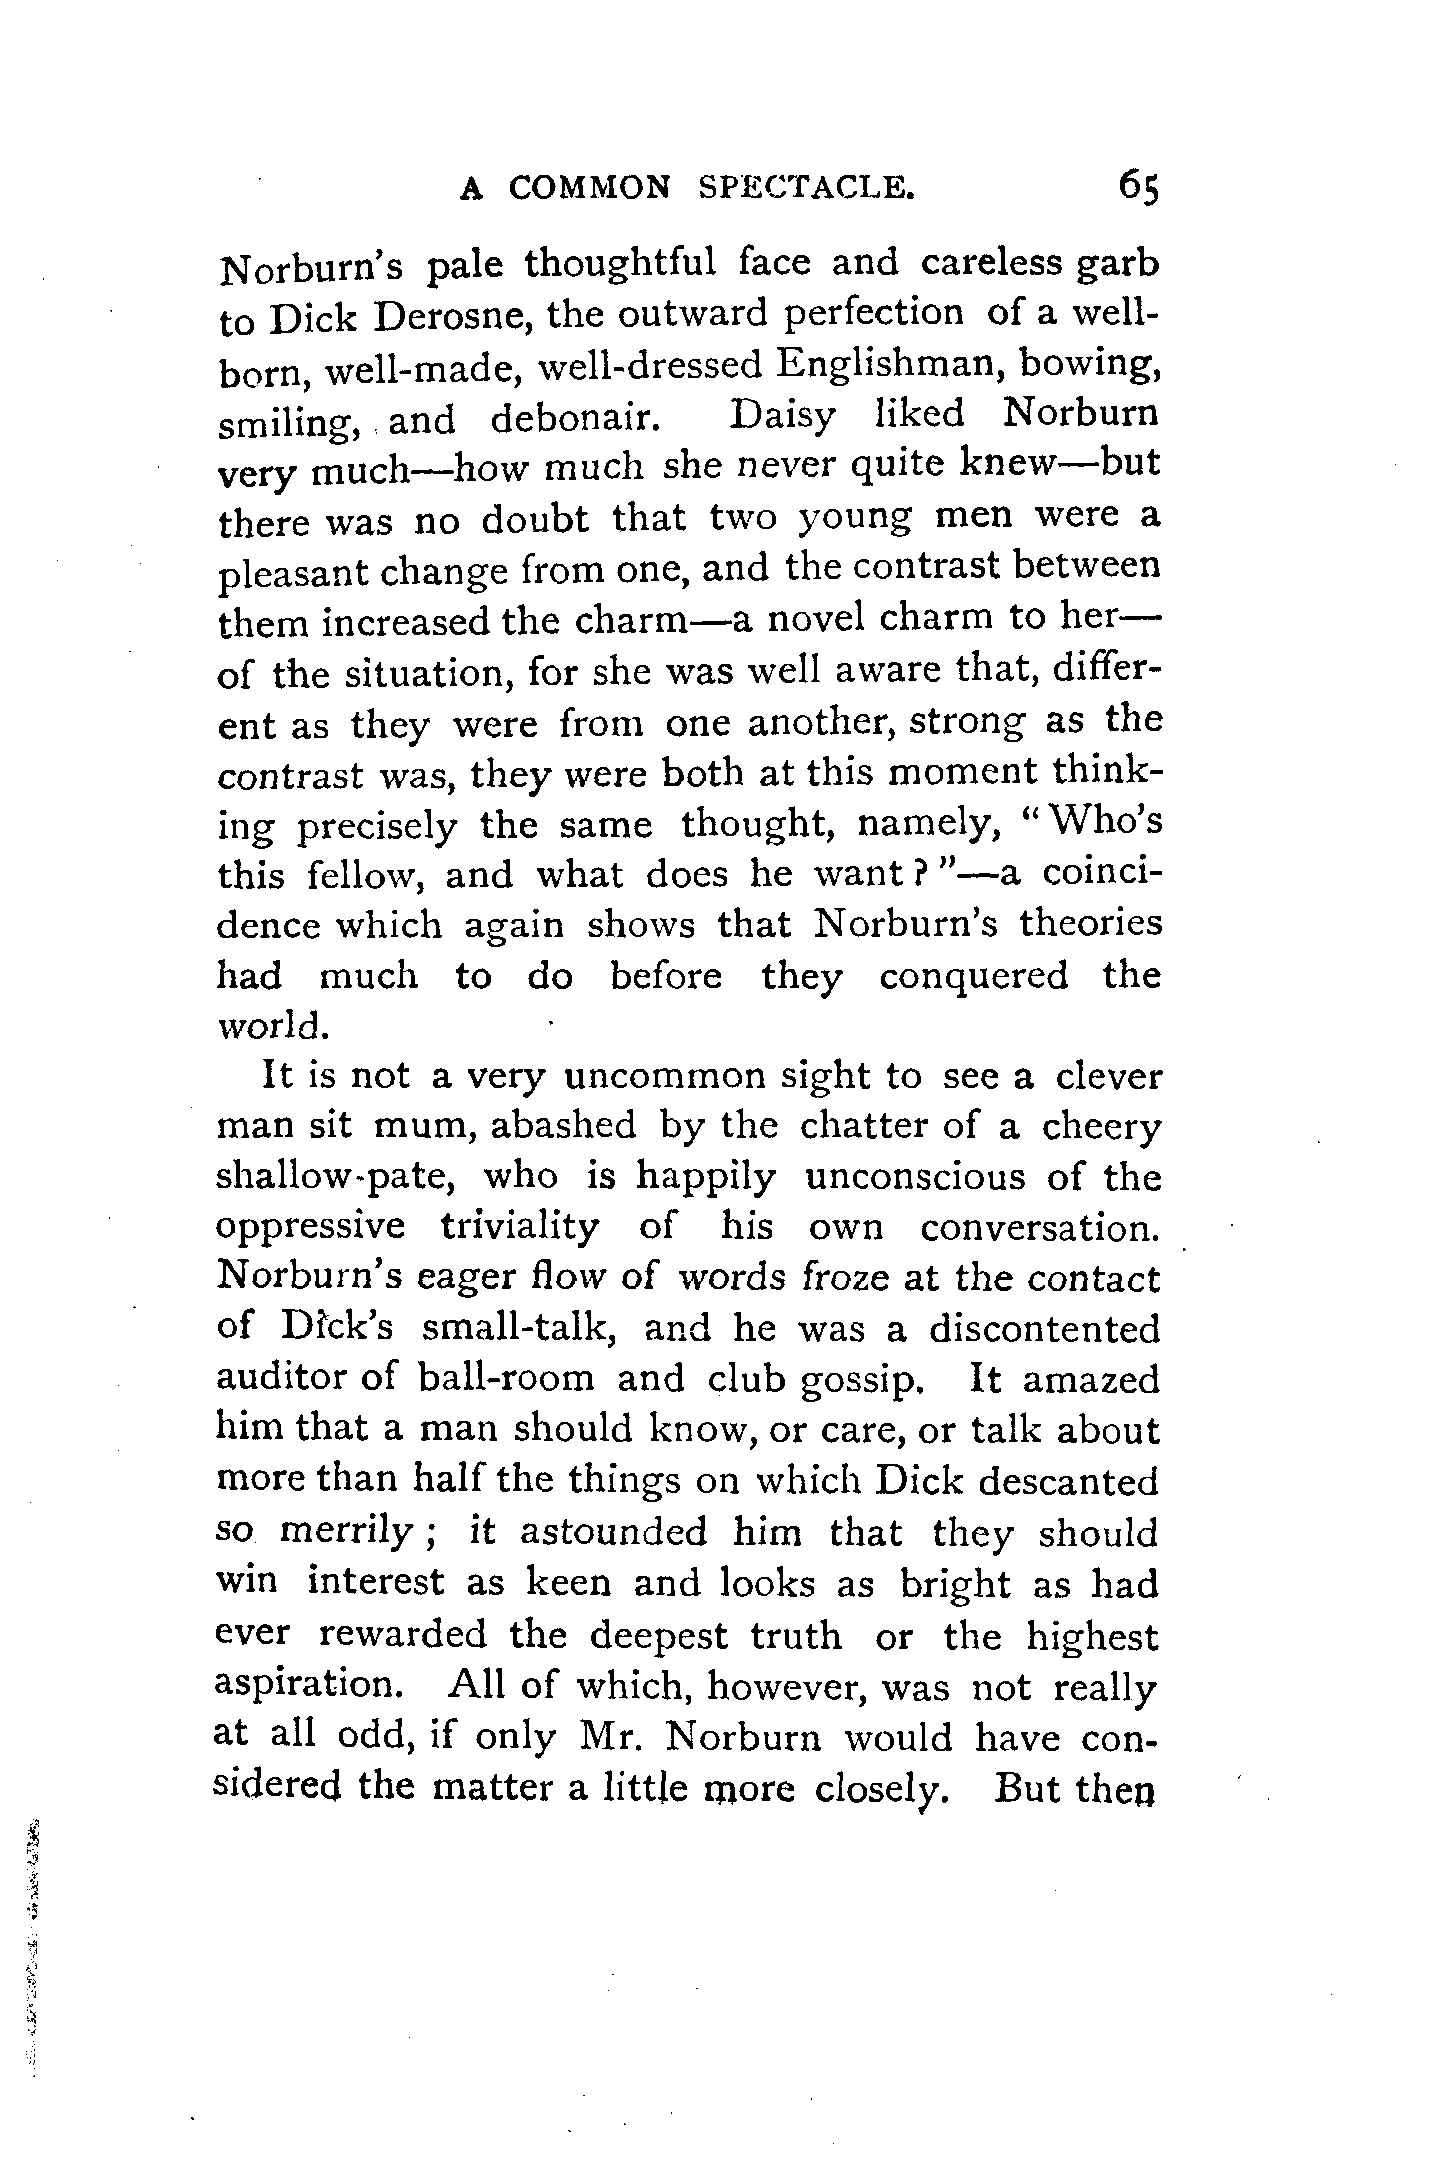 A COMMON SPECTACLE. 65
Norburn's pale thoughtful face and careless garb
to Dick Derosne, the outward perfection of a well-
born, well-made, well-dressed Englishman, bowing,
smiling, and debonair. Daisy liked Norburn
very much—how much she never quite knew—but
there was no doubt that two young men were a
pleasant change from one, and the contrast between
them increased the charm—a novel charm to her—
of the situation, for she was well aware that, differ-
ent as they were from one another, strong as the
contrast was, they were both at this moment think-
ing precisely the same thought, namely, "Who's
this fellow, and what does he want?"—a coinci-
dence which again shows that Norburn's theories
had much to do before they conquered the
world.
It is not a very uncommon sight to see a clever
man sit mum, abashed by the chatter of a cheery
shallow-pate, who is happily unconscious of the
oppressive triviality of his own conversation.
Norburn's eager flow of words froze at the contact
of Dick's small-talk, and he was a discontented
auditor of ball-room and club gossip. It amazed
him that a man should know, or care, or talk about
more than half the things on which Dick descanted
so merrily; it astounded him that they should
win interest as keen and looks as bright as had
ever rewarded the deepest truth or the highest
aspiration. All of which, however, was not really
at all odd, if only Mr. Norburn would have con-
sidered the matter a little more closely. But then